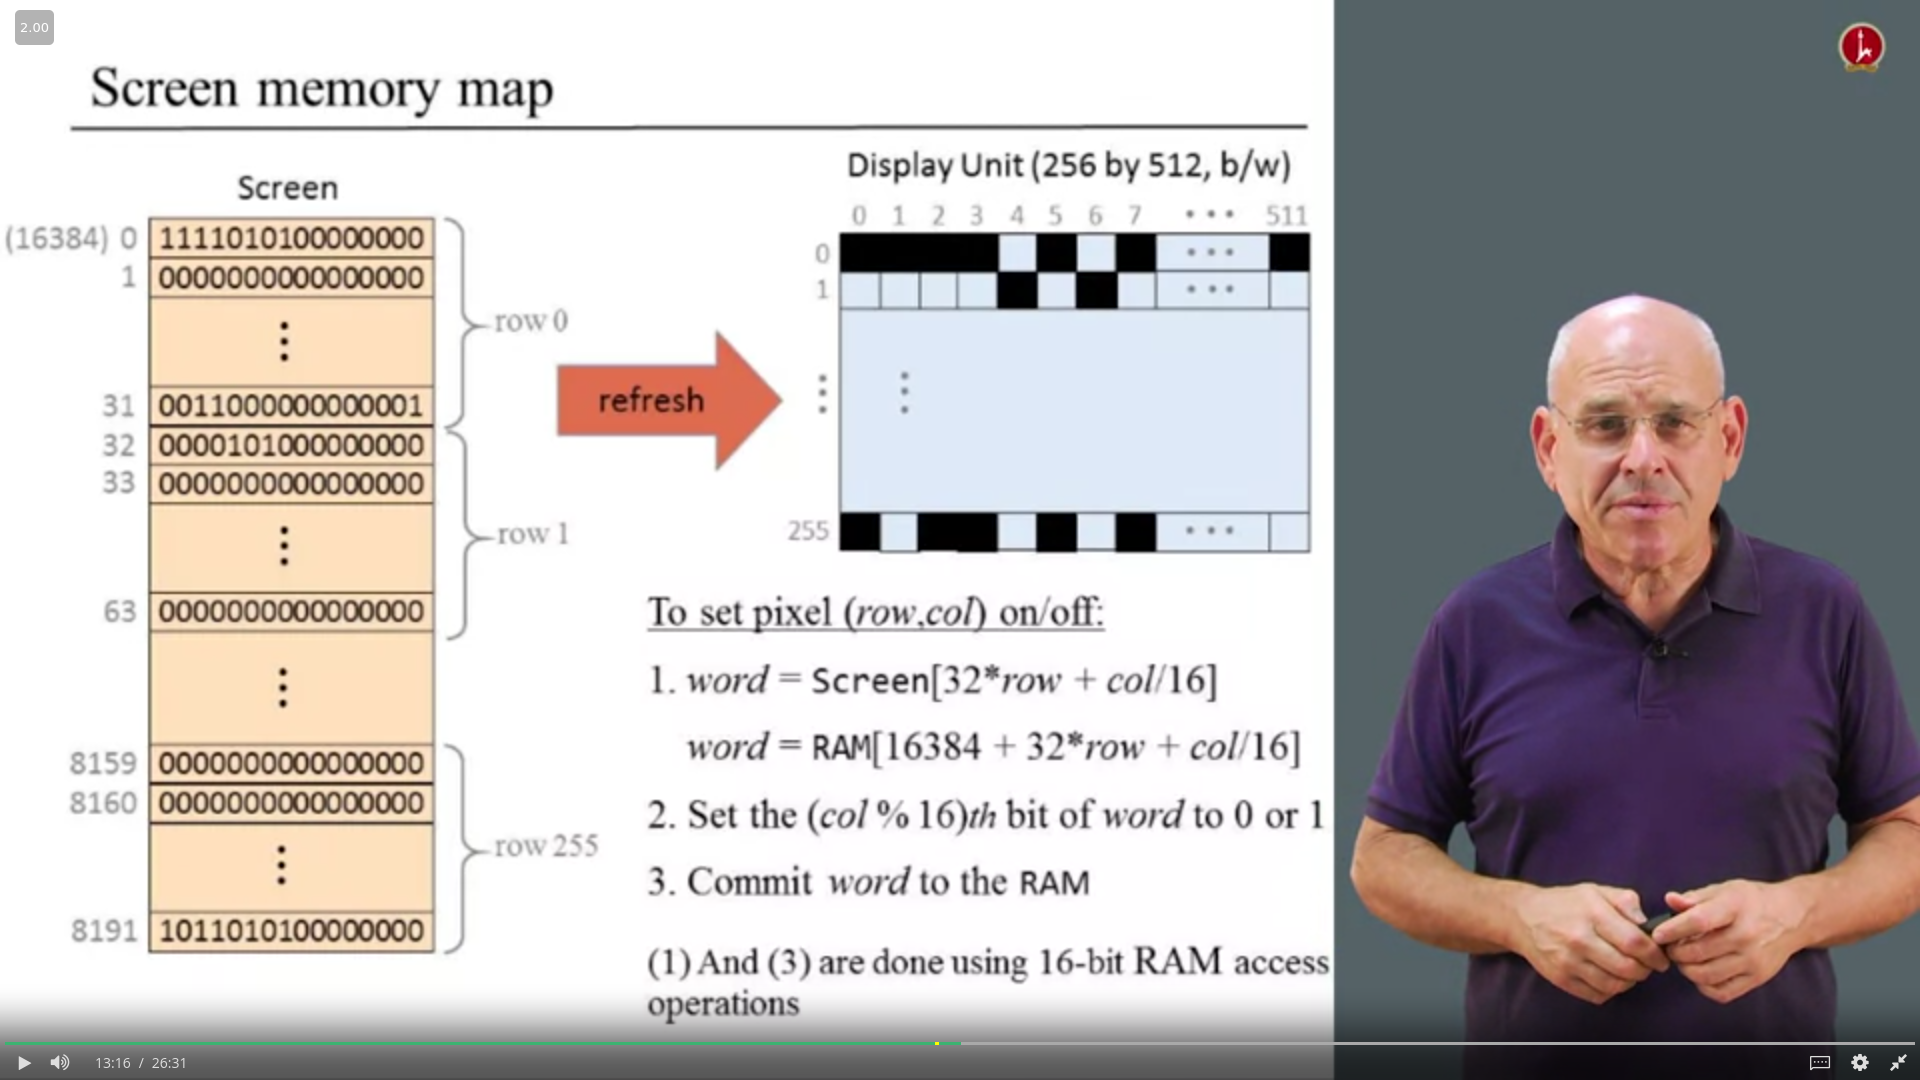 2.00
Screen memory map
Screen
(16384) 0 1111010100000000
1 0000000000000000
31 0011000000000001
row 0
32 0000101000000000
33 0000000000000000
63 0000000000000000
row 1
8159 0000000000000000
8160 0000000000000000
8191 1011010100000000
row 255
refresh
Display Unit (256 by 512, b/w)
0 1 2 3 4 5 6 7 • • • 511
0 • • •
1 • • •
255 • • •
To set pixel (row,col) on/off:
1. word = Screen[32*row + col/16]
word = RAM[16384 + 32*row + col/16]
2. Set the (col % 16)th bit of word to 0 or 1
3. Commit word to the RAM
(1) And (3) are done using 16-bit RAM access
operations
13:16 / 26:31